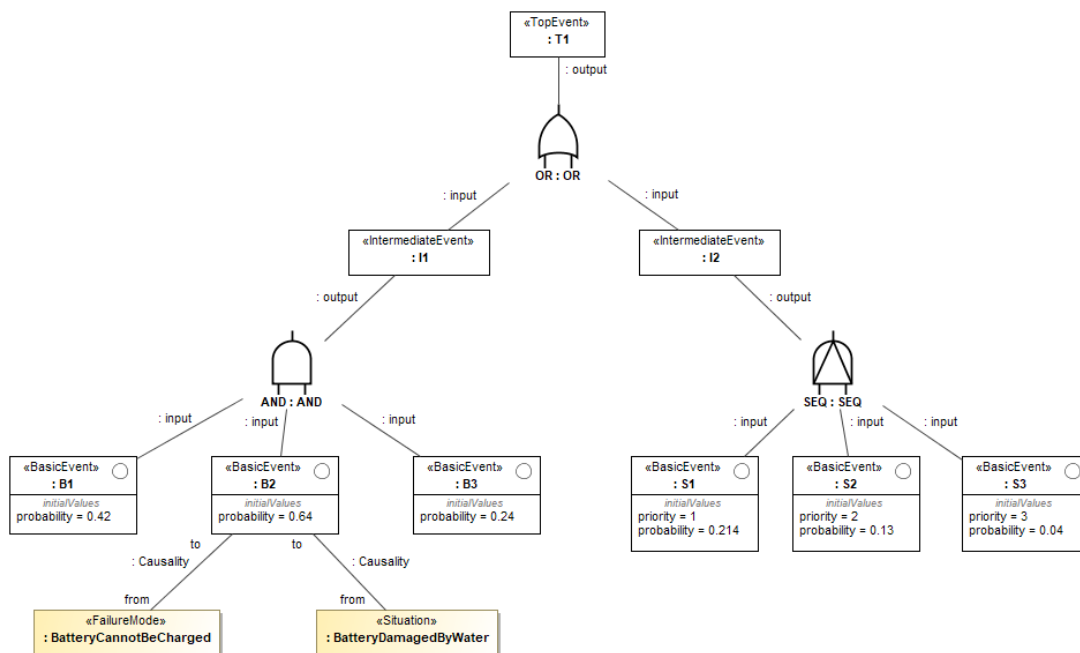 «TopEvent»
: T1
: output
OR : OR
: input
: input
«IntermediateEvent»
: I1
«IntermediateEvent»
: I2
: output
: output
AND : AND
SEQ : SEQ
: input
: input
: input
: input
: input
: input
«BasicEvent»
: B1
initialValues
probability = 0.42
«BasicEvent»
: B2
initialValues
probability = 0.64
«BasicEvent»
: B3
initialValues
probability = 0.24
«BasicEvent»
: S1
initialValues
priority = 1
probability = 0.214
«BasicEvent»
: S2
initialValues
priority = 2
probability = 0.13
«BasicEvent»
: S3
initialValues
priority = 3
probability = 0.04
to
to
: Causality
: Causality
from
from
«FailureMode»
: BatteryCannotBeCharged
«Situation»
: BatteryDamagedByWater